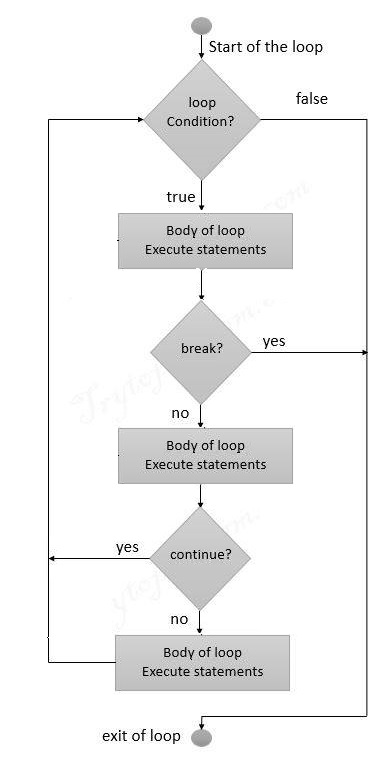 Start of the loop
loop
Condition?
false
true
Body of loop
Execute statements
break?
yes
no
Body of loop
Execute statements
continue?
yes
no
Body of loop
Execute statements
exit of loop